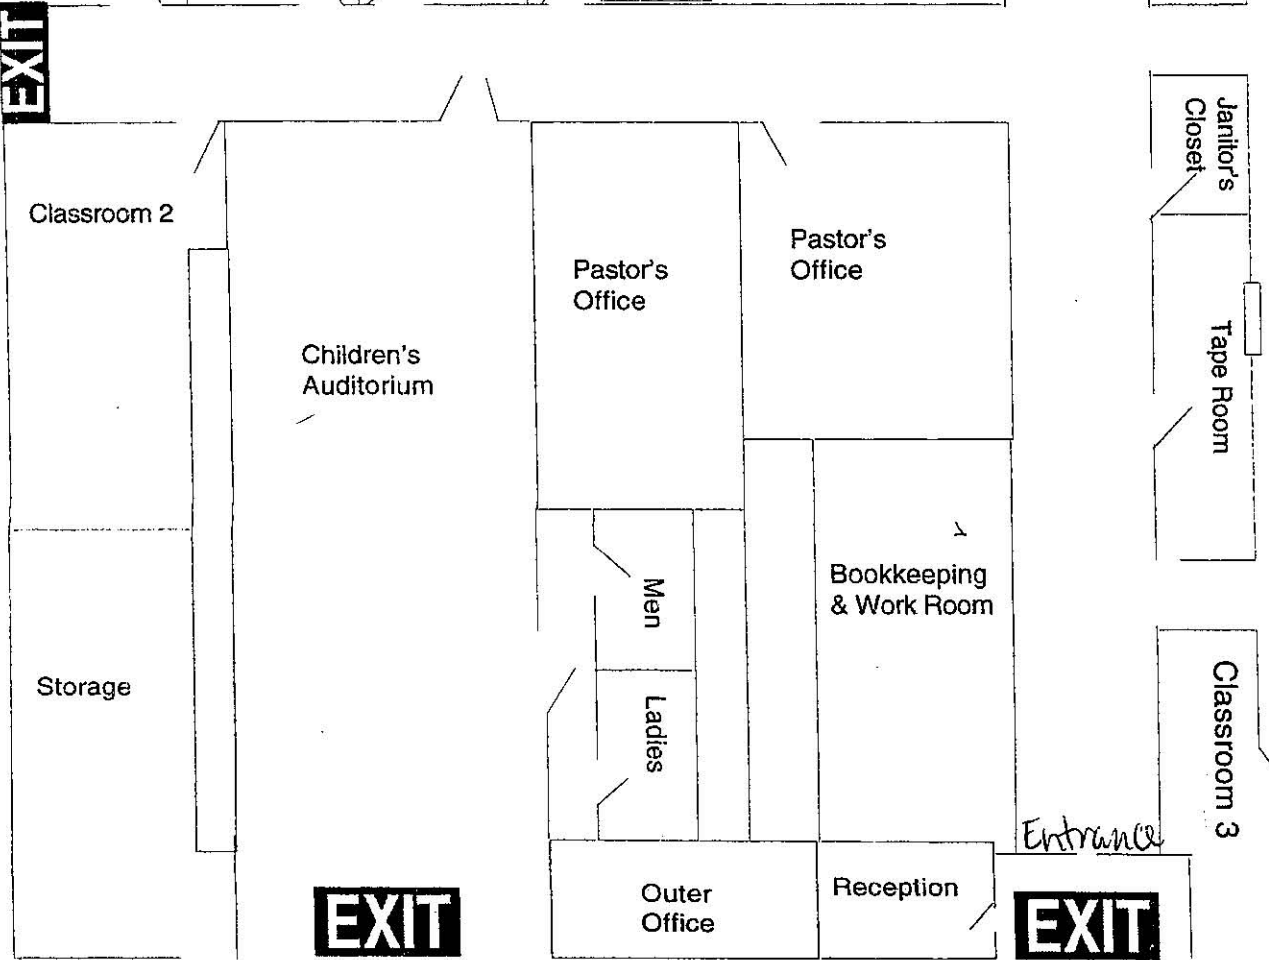 EXIT
Janitor's
Closet
Classroom 2
Pastor's
Office
Pastor's
Office
Children's
Auditorium
Tape Room
Bookkeeping
& Work Room
Men
Storage
Ladies
Classroom 3
Entrance
Outer
Office
Reception
EXIT
EXIT